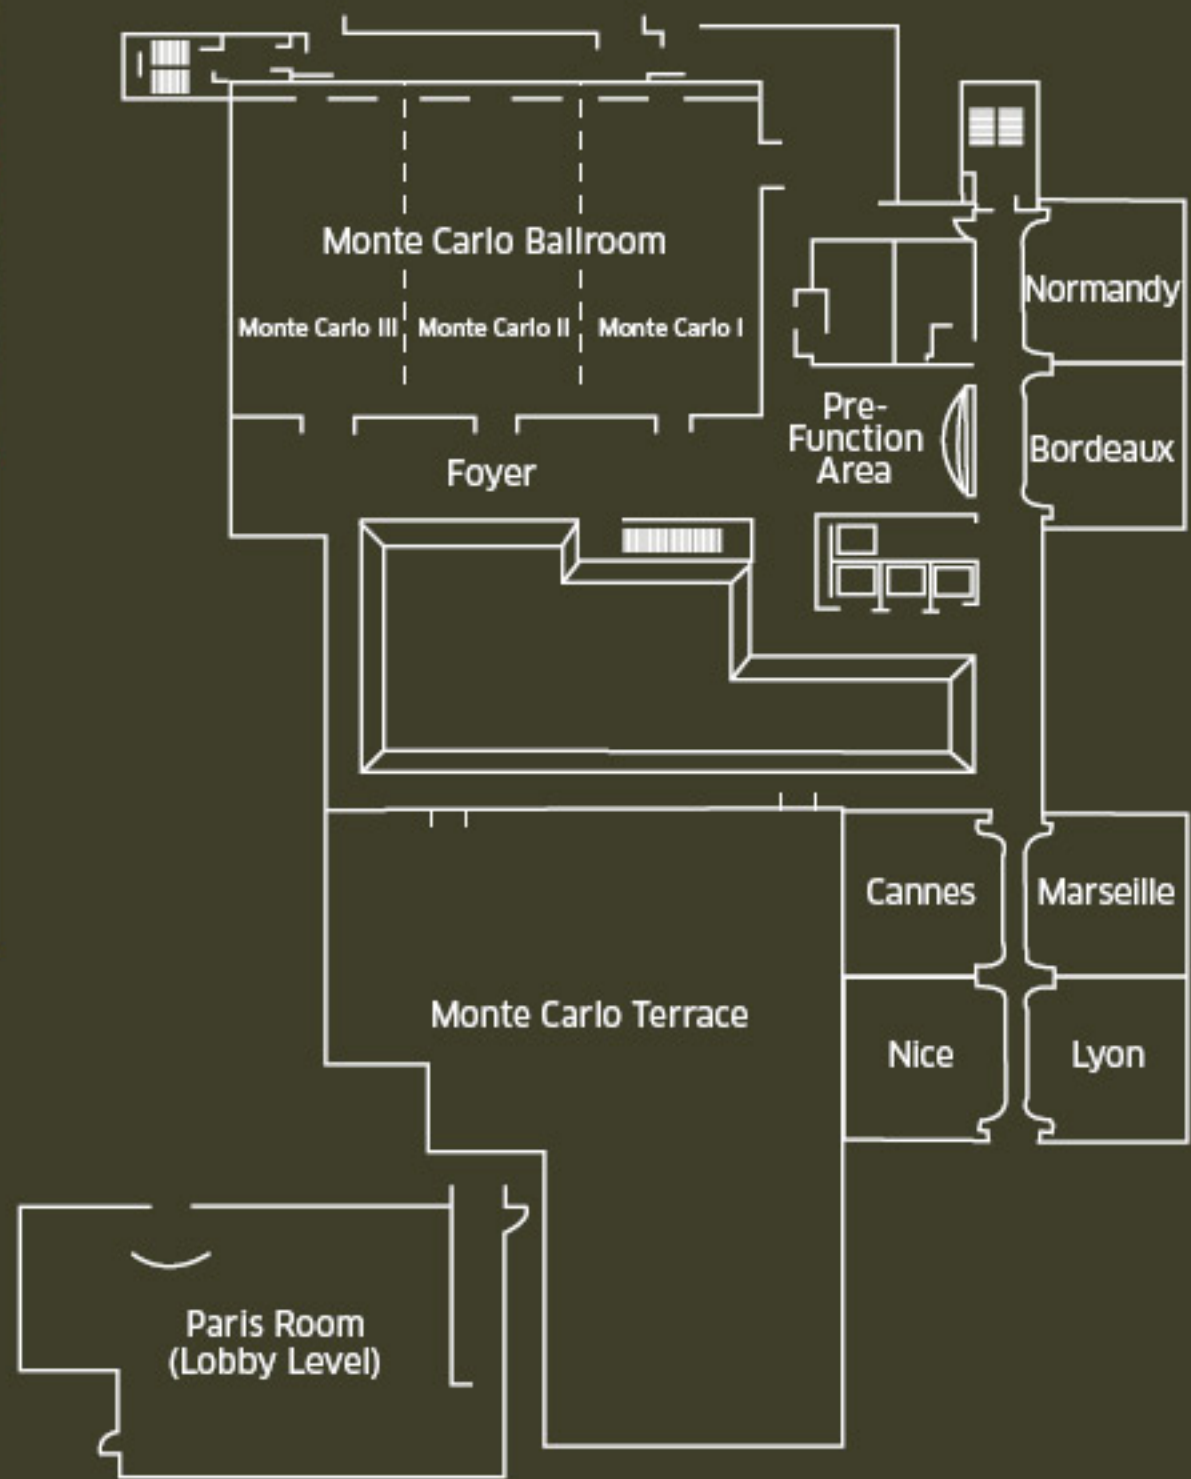 Monte Carlo Ballroom
Monte Carlo III
Monte Carlo II
Monte Carlo I
Normandy
Pre-
Function
Area
Bordeaux
Foyer
Cannes
Marseille
Monte Carlo Terrace
Nice
Lyon
Paris Room
(Lobby Level)